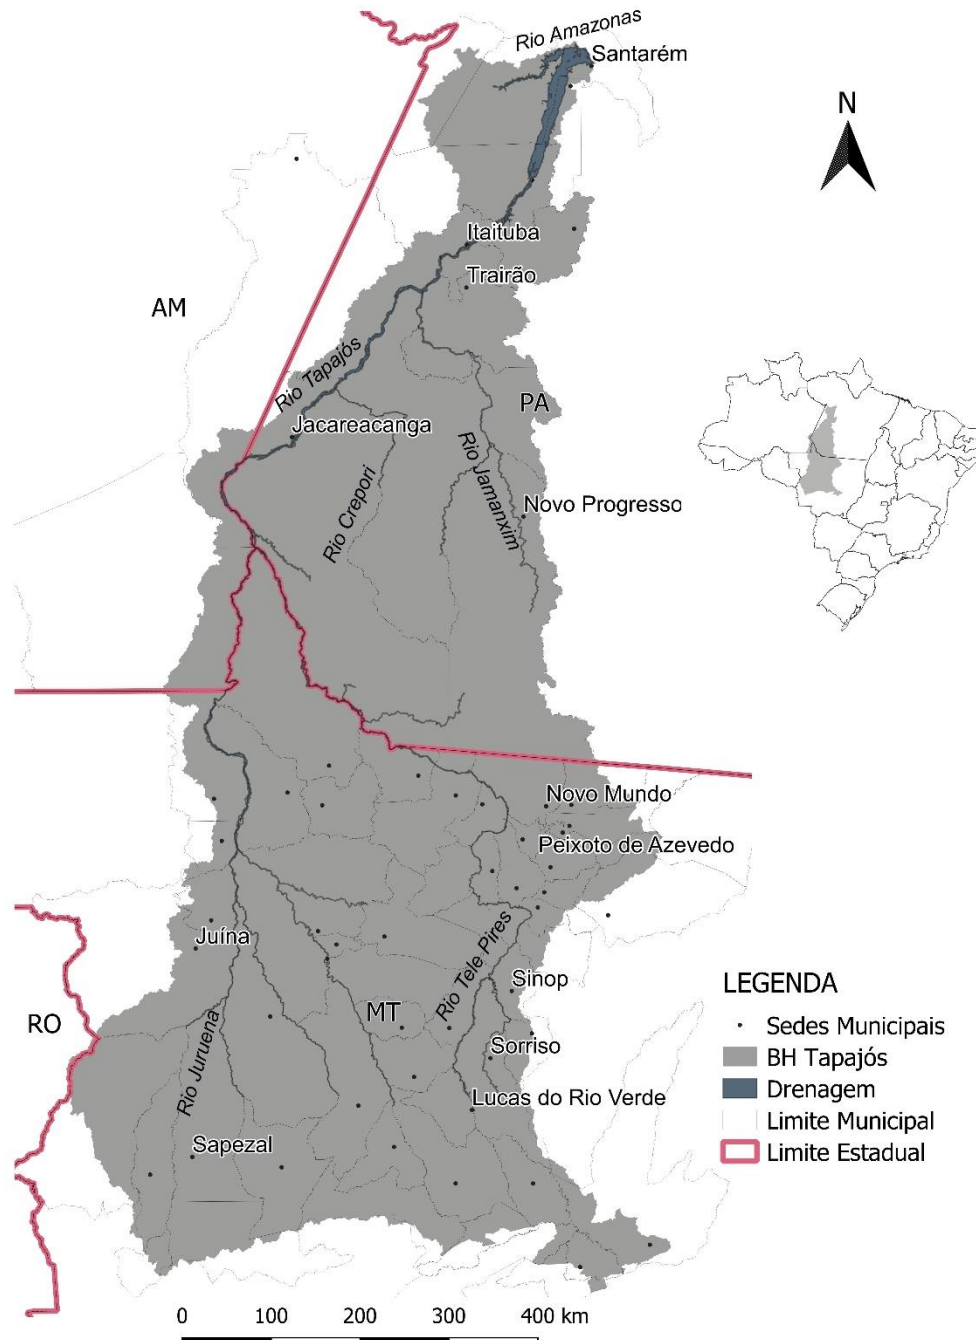 Rio Amazonas
Santarém
N
Itaituba
Trairão
AM
Rio Tapajós
PA
Jacareacanga
Rio Crepori
Rio Jamanxim
Novo Progresso
Novo Mundo
Peixoto de Azevedo
Juína
Rio Tele Pires
Sinop
LEGENDA
RO
MT
Sedes Municipais
Rio Juruena
Sorriso
BH Tapajós
Drenagem
Lucas do Rio Verde
Limite Municipal
Sapezal
Limite Estadual
0 100 200 300 400 km